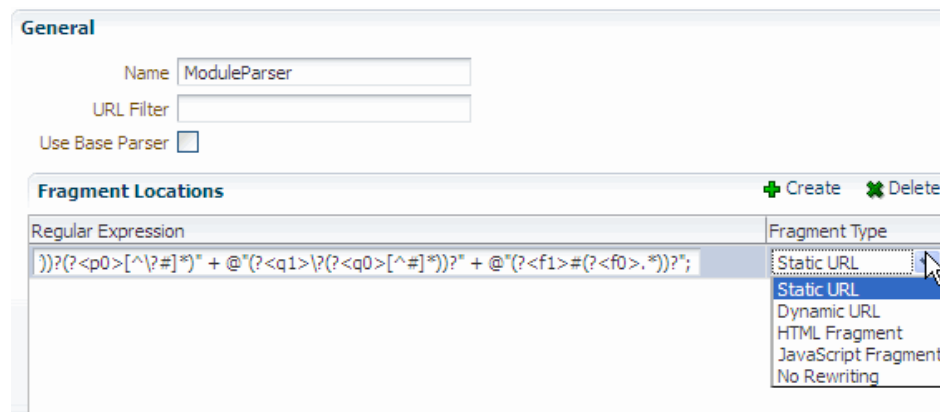 General
Name ModuleParser
URL Filter
Use Base Parser
Fragment Locations Create Delete
Regular Expression Fragment Type
))?(?<p0>[^\?#]*)" + @"(?<q1>\?(?<q0>[^#]*))?" + @"(?<f1>#(?<f0>.*))?"; Static URL
Static URL
Dynamic URL
HTML Fragment
JavaScript Fragment
No Rewriting